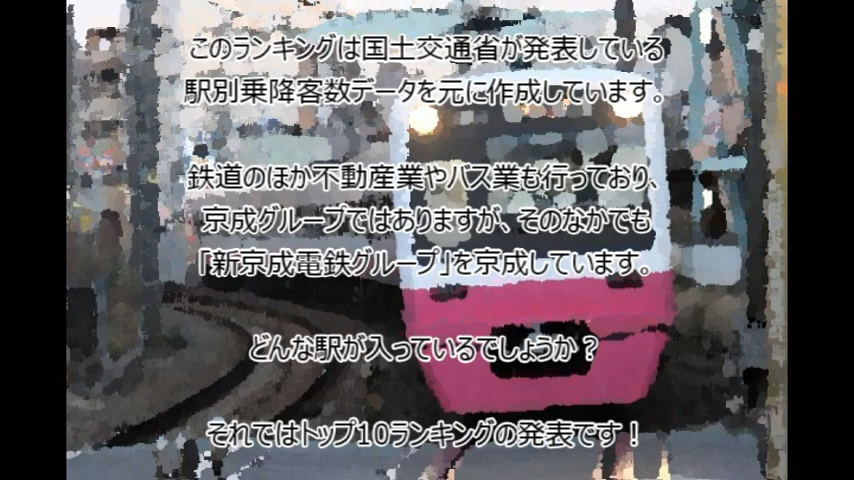 このランキングは国土交通省が発表している
駅別乗降客数データを元に作成しています。
鉄道のほか不動産業やバス業も行っており、
京成グループではありますが、そのなかでも
「新京成電鉄グループ」を京成しています。
どんな駅が入っているでしょうか？
それではトップ10ランキングの発表です！